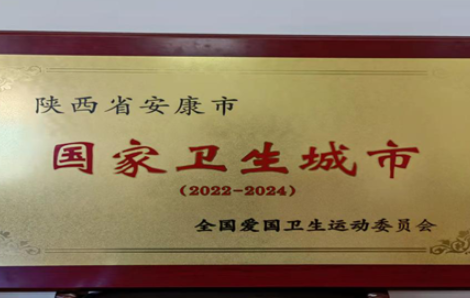 陕西省安康市
国家卫生城市
(2022-2024)
全国爱国卫生运动委员会